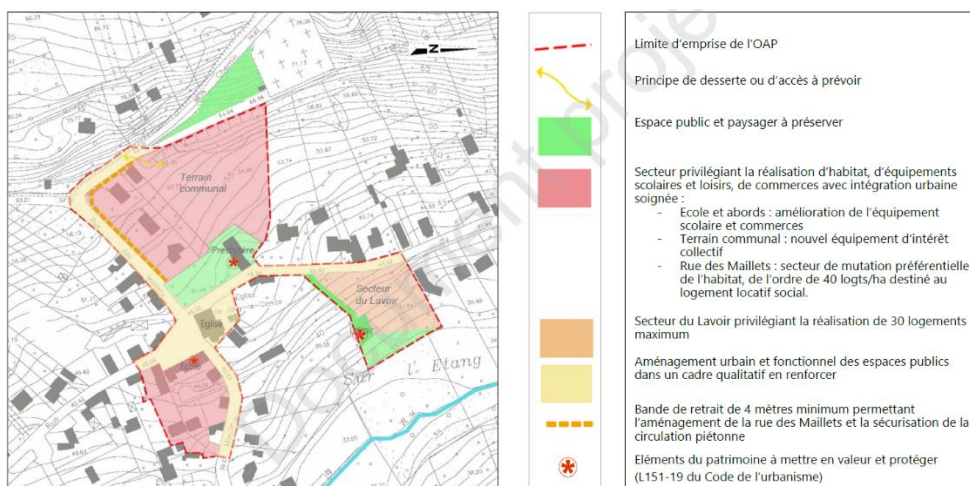 Terrain
communal
Presbytère
Eglise
Ecole
Secteur
du Lavoir
Sur l'Etang
N
Limite d'emprise de l'OAP
Principe de desserte ou d'accès à prévoir
Espace public et paysager à préserver
Secteur privilégiant la réalisation d'habitat, d'équipements
scolaires et loisirs, de commerces avec intégration urbaine
soignée :
- Ecole et abords : amélioration de l'équipement
scolaire et commerces
- Terrain communal : nouvel équipement d'intérêt
collectif
- Rue des Maillets : secteur de mutation préférentielle
de l'habitat, de l'ordre de 40 logts/ha destiné au
logement locatif social.
Secteur du Lavoir privilégiant la réalisation de 30 logements
maximum
Aménagement urbain et fonctionnel des espaces publics
dans un cadre qualitatif en renforcer
Bande de retrait de 4 mètres minimum permettant
l'aménagement de la rue des Maillets et la sécurisation de la
circulation piétonne
Eléments du patrimoine à mettre en valeur et protéger
(L151-19 du Code de l'urbanisme)
Document projet